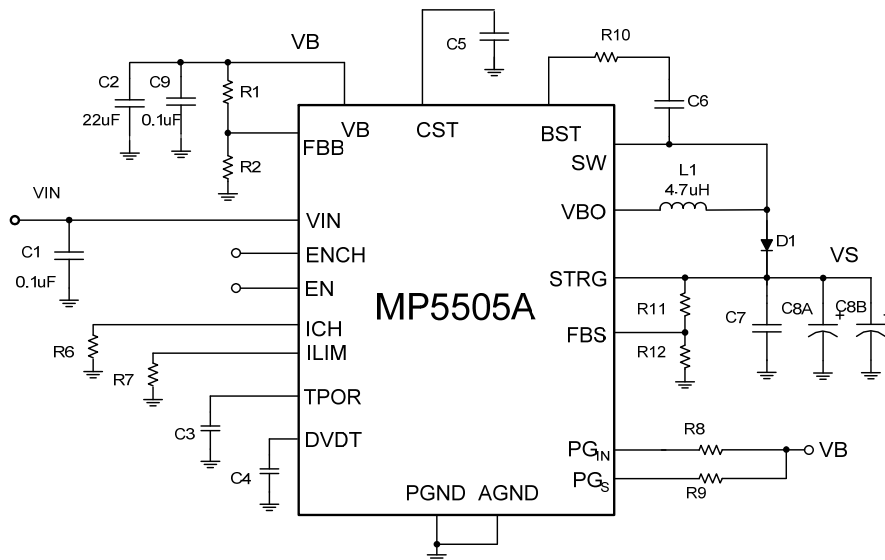 VB
C5
R10
C2
C9
R1
22uF
0.1uF
C6
VB
CST
BST
FBB
SW
R2
L1
4.7uH
VIN
VIN
VBO
C1
0.1uF
ENCH
D1
VS
EN
STRG
MP5505A
R11
C7
C8A
+
C8B
+
ICH
FBS
R6
ILIM
R12
R7
TPOR
C3
DVDT
C4
PGIN
R8
VB
PGS
R9
PGND
AGND